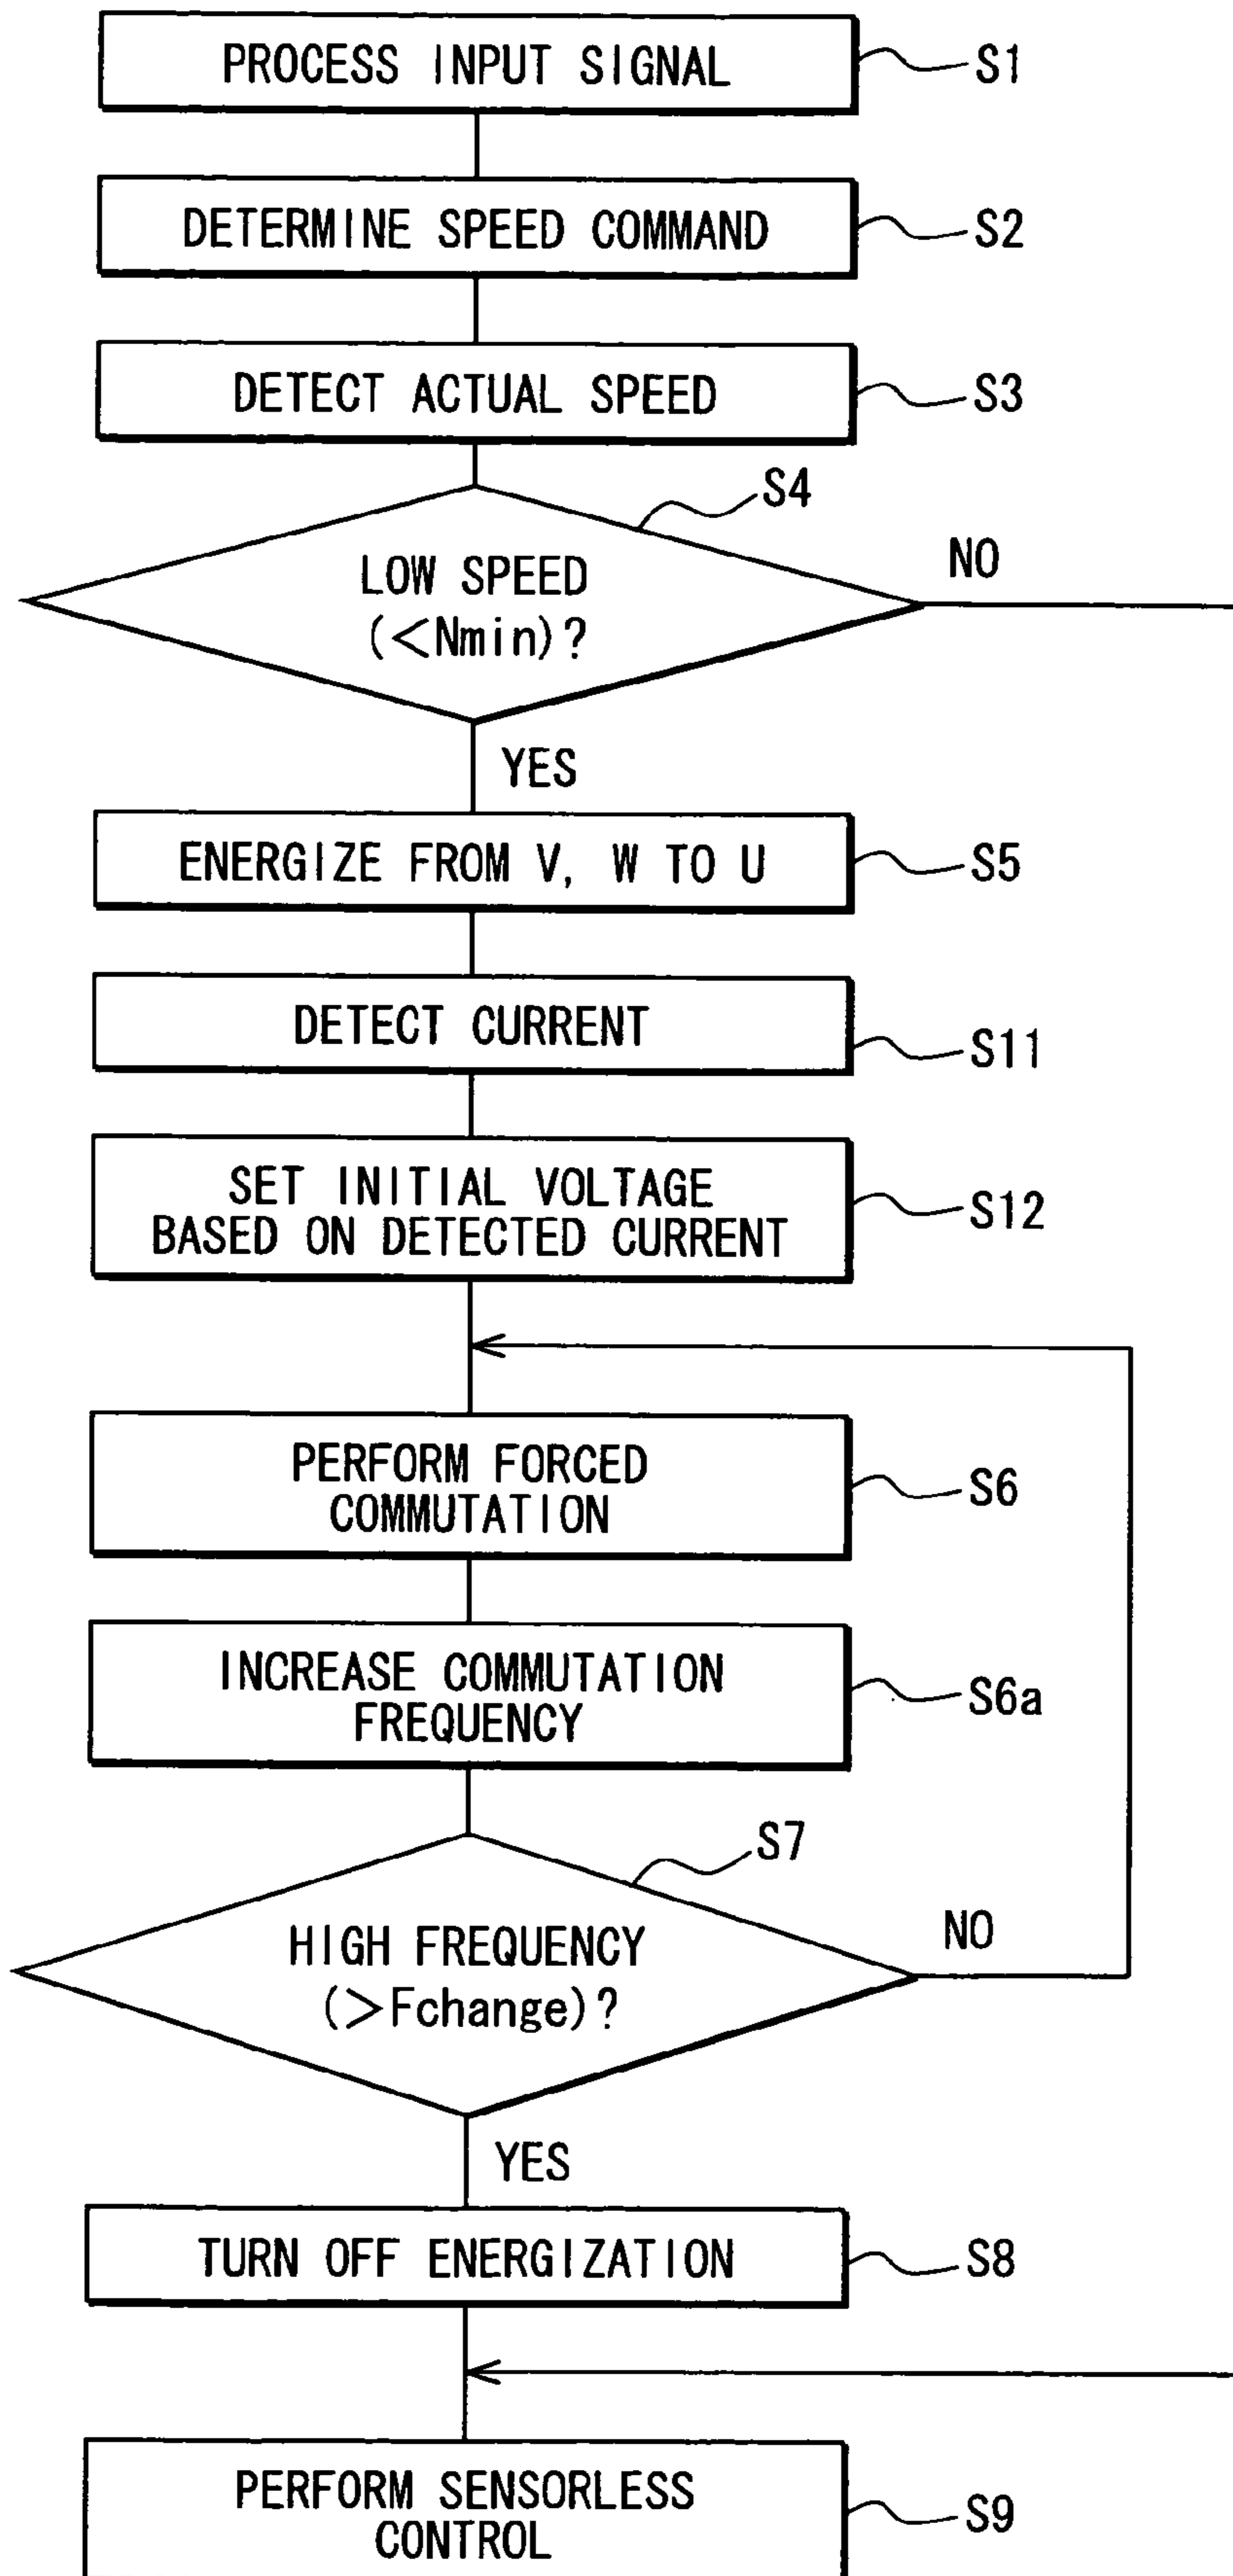 PROCESS INPUT SIGNAL
S1
DETERMINE SPEED COMMAND
S2
DETECT ACTUAL SPEED
S3
S4
LOW SPEED
(<Nmin)?
NO
YES
ENERGIZE FROM V, W TO U
S5
DETECT CURRENT
S11
SET INITIAL VOLTAGE
BASED ON DETECTED CURRENT
S12
PERFORM FORCED
COMMUTATION
S6
INCREASE COMMUTATION
FREQUENCY
S6a
S7
HIGH FREQUENCY
(>Fchange)?
NO
YES
TURN OFF ENERGIZATION
S8
PERFORM SENSORLESS
CONTROL
S9